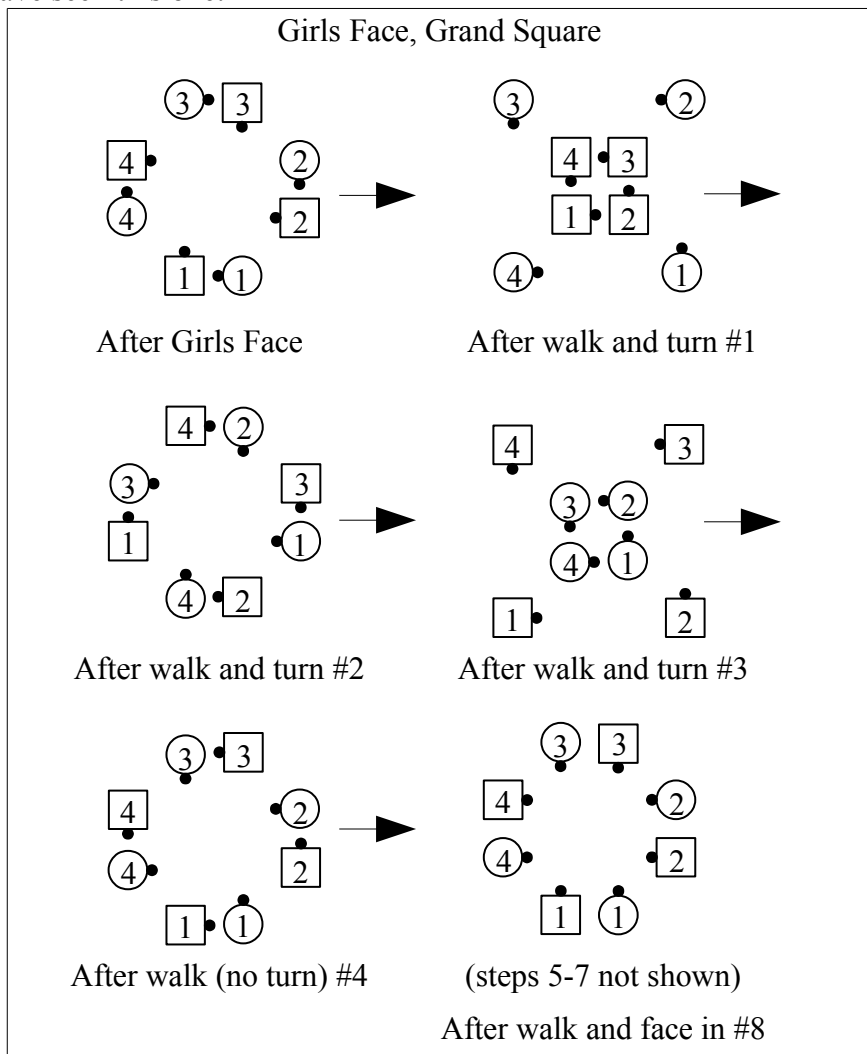 Girls Face, Grand Square
3 3 3 2
4 2 4 3
4 2 1 2
1 1 4 1
After Girls Face After walk and turn #1
4 2 4 3
3 3 3 2
1 1 4 1
4 2 1 2
After walk and turn #2 After walk and turn #3
3 3 3 3
4 2 4 2
4 2 4 2
1 1 1 1
After walk (no turn) #4 (steps 5-7 not shown)
After walk and face in #8